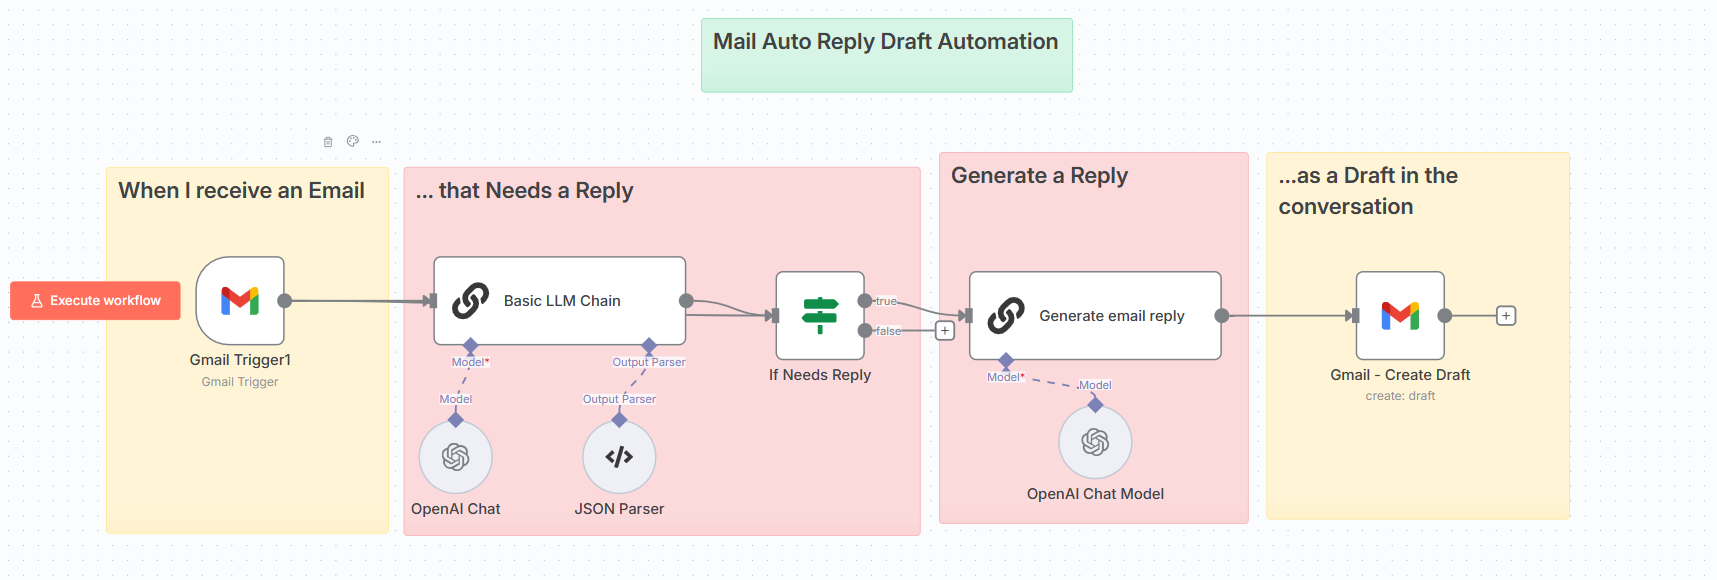 Mail Auto Reply Draft Automation
When I receive an Email
... that Needs a Reply
Generate a Reply
...as a Draft in the
conversation
Execute workflow
Gmail Trigger1
Gmail Trigger
Basic LLM Chain
Model*
Output Parser
Model
Output Parser
OpenAI Chat
JSON Parser
true
false
If Needs Reply
Generate email reply
Model*
Model
OpenAI Chat Model
Gmail - Create Draft
create: draft